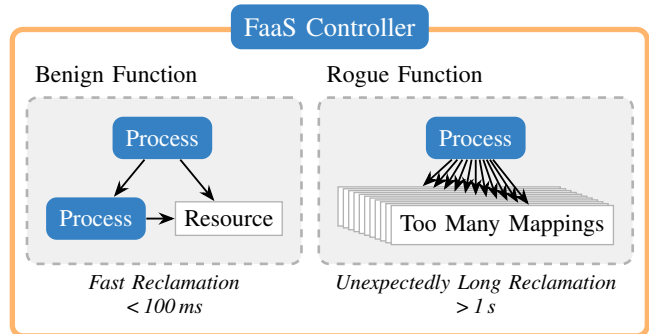 FaaS Controller
Benign Function
Rogue Function
Process
Process
Process
Resource
Too Many Mappings
Fast Reclamation
< 100 ms
Unexpectedly Long Reclamation
> 1 s